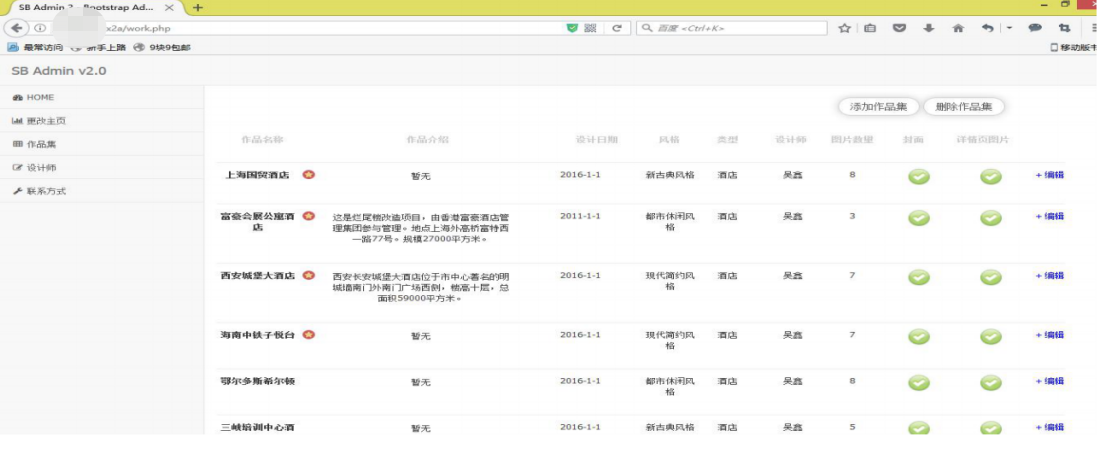 SB Admin 2 - Bootstrap Ad...
x2a/work.php
百度 <Ctrl+K>
最常访问 新手上路 9块9包邮
移动版书
SB Admin v2.0
HOME
更改主页
作品集
设计师
联系方式
添加作品集 删除作品集
作品名称 作品介绍 设计日期 风格 类型 设计师 图片数量 封面 详情页图片
上海国贸酒店 暂无 2016-1-1 新古典风格 酒店 吴鑫 8 +编辑
富豪会展公寓酒 这是烂尾楼改造项目,由香港富豪酒店管 2011-1-1 都市休闲风 酒店 吴鑫 3 +编辑
店 理集团参与管理。地点上海外高桥富特西 格
一路77号。规模27000平方米。
西安城堡大酒店 西安长安城堡大酒店位于市中心著名的明 2016-1-1 现代简约风 酒店 吴鑫 7 +编辑
城墙南门外南门广场西侧,楼高十层,总 格
面积59000平方米。
海南中铁子悦台 暂无 2016-1-1 现代简约风 酒店 吴鑫 7 +编辑
格
鄂尔多斯希尔顿 暂无 2016-1-1 都市休闲风 酒店 吴鑫 8 +编辑
格
三峡培训中心酒 暂无 2016-1-1 新古典风格 酒店 吴鑫 5 +编辑